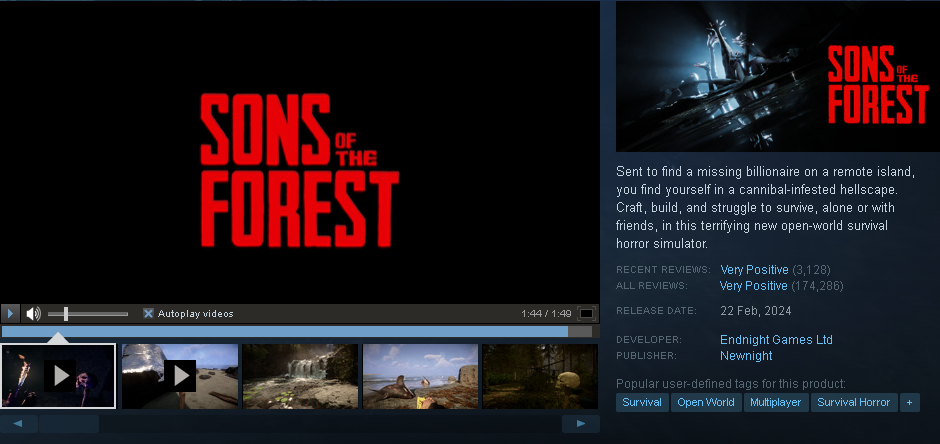 SONS OF THE
FOREST
Autoplay videos
1:44 / 1:49
SONS OF THE
FOREST
Sent to find a missing billionaire on a remote island,
you find yourself in a cannibal-infested hellscape.
Craft, build, and struggle to survive, alone or with
friends, in this terrifying new open-world survival
horror simulator.
RECENT REVIEWS: Very Positive (3,128)
ALL REVIEWS: Very Positive (174,286)
RELEASE DATE: 22 Feb, 2024
DEVELOPER: Endnight Games Ltd
PUBLISHER: Newnight
Popular user-defined tags for this product:
Survival Open World Multiplayer Survival Horror +